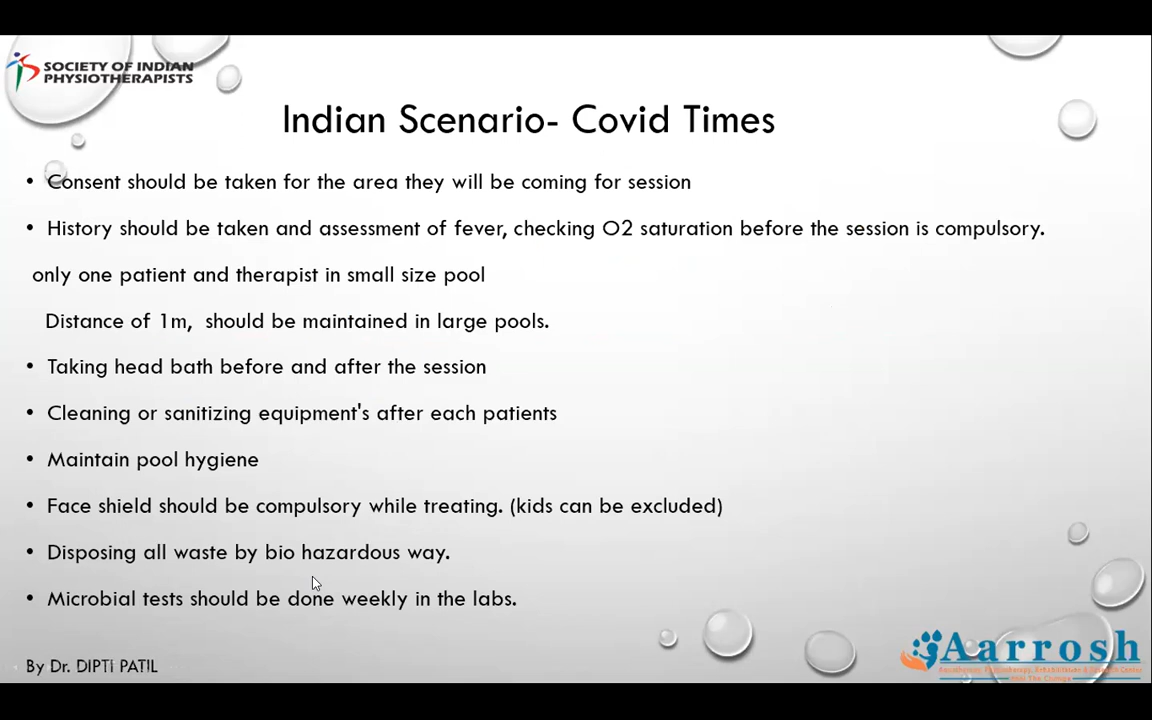 SOCIETY OF INDIAN
PHYSIOTHERAPISTS
Indian Scenario- Covid Times
• Consent should be taken for the area they will be coming for session
• History should be taken and assessment of fever, checking O2 saturation before the session is compulsory.
only one patient and therapist in small size pool
Distance of 1m, should be maintained in large pools.
• Taking head bath before and after the session
• Cleaning or sanitizing equipment's after each patients
• Maintain pool hygiene
• Face shield should be compulsory while treating. (kids can be excluded)
• Disposing all waste by bio hazardous way.
• Microbial tests should be done weekly in the labs.
By Dr. DIPTI PATIL
Aarrosh